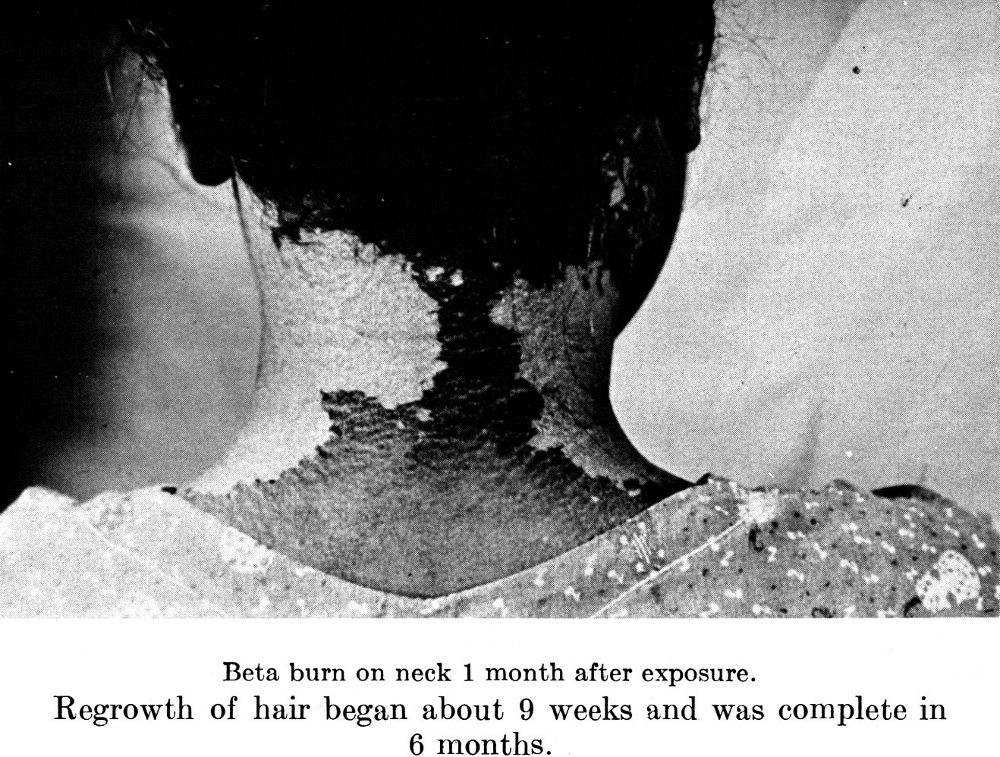 Beta burn on neck 1 month after exposure.
Regrowth of hair began about 9 weeks and was complete in
6 months.